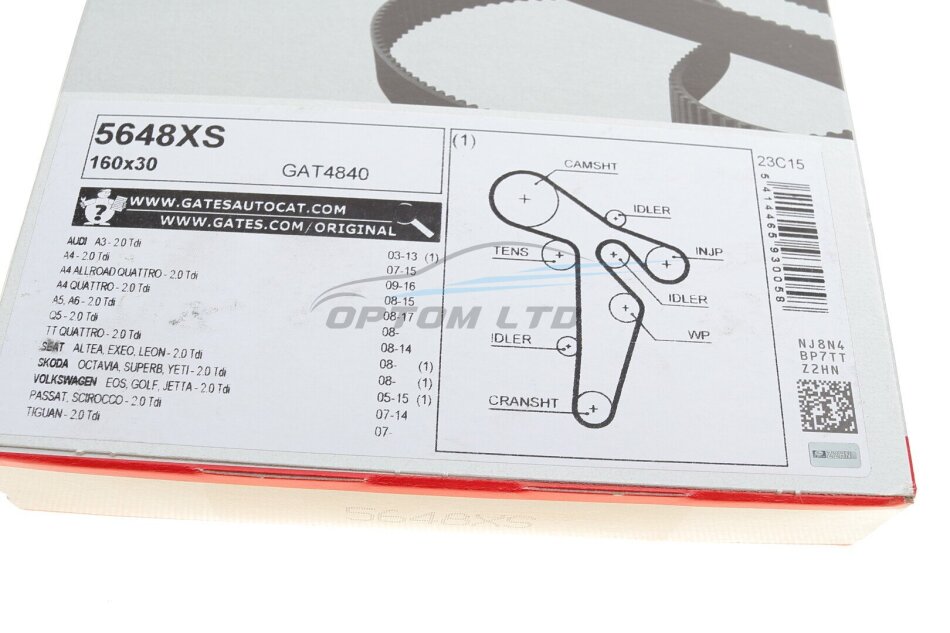 5648XS
160x30
GAT4840
?
WWW.GATESAUTOCAT.COM
WWW.GATES.COM/ORIGINAL
AUDI A3 - 2.0 Tdi 03-13 (1)
A4 - 2.0 Tdi 07-15
A4 ALLROAD QUATTRO - 2.0 Tdi 09-16
A4 QUATTRO - 2.0 Tdi 08-15
A5, A6 - 2.0 Tdi 08-17
Q5 - 2.0 Tdi 08-
TT QUATTRO - 2.0 Tdi 08-14
SEAT ALTEA, EXEO, LEON - 2.0 Tdi 08- (1)
SKODA OCTAVIA, SUPERB, YETI - 2.0 Tdi 08- (1)
VOLKSWAGEN EOS, GOLF, JETTA - 2.0 Tdi 05-15 (1)
PASSAT, SCIROCCO - 2.0 Tdi 07-14
TIGUAN - 2.0 Tdi 07-
(1)
CAMSHT
IDLER
TENS
INJP
IDLER
WP
IDLER
CRANSHT
23C15
5414465930058
NJ8N4
BP7TT
Z2HN
OPTOM LTD.
5648XS